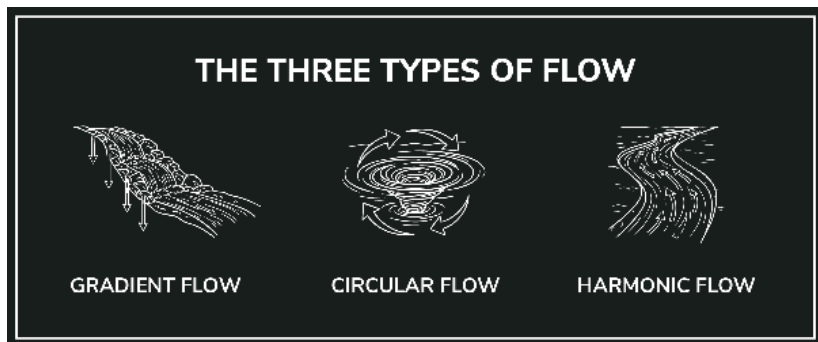 THE THREE TYPES OF FLOW
GRADIENT FLOW
CIRCULAR FLOW
HARMONIC FLOW